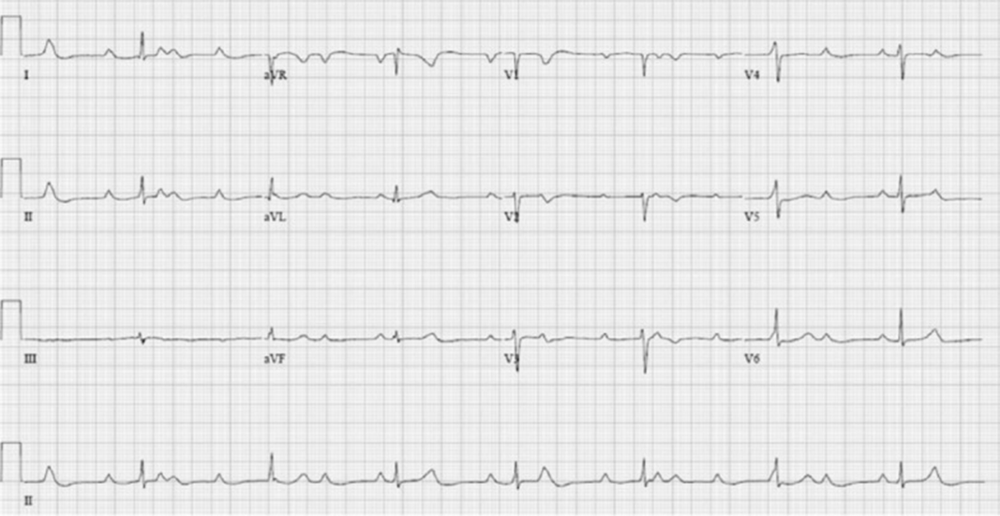 I aVR V1 V4
II aVL V2 V5
III aVF V3 V6
II